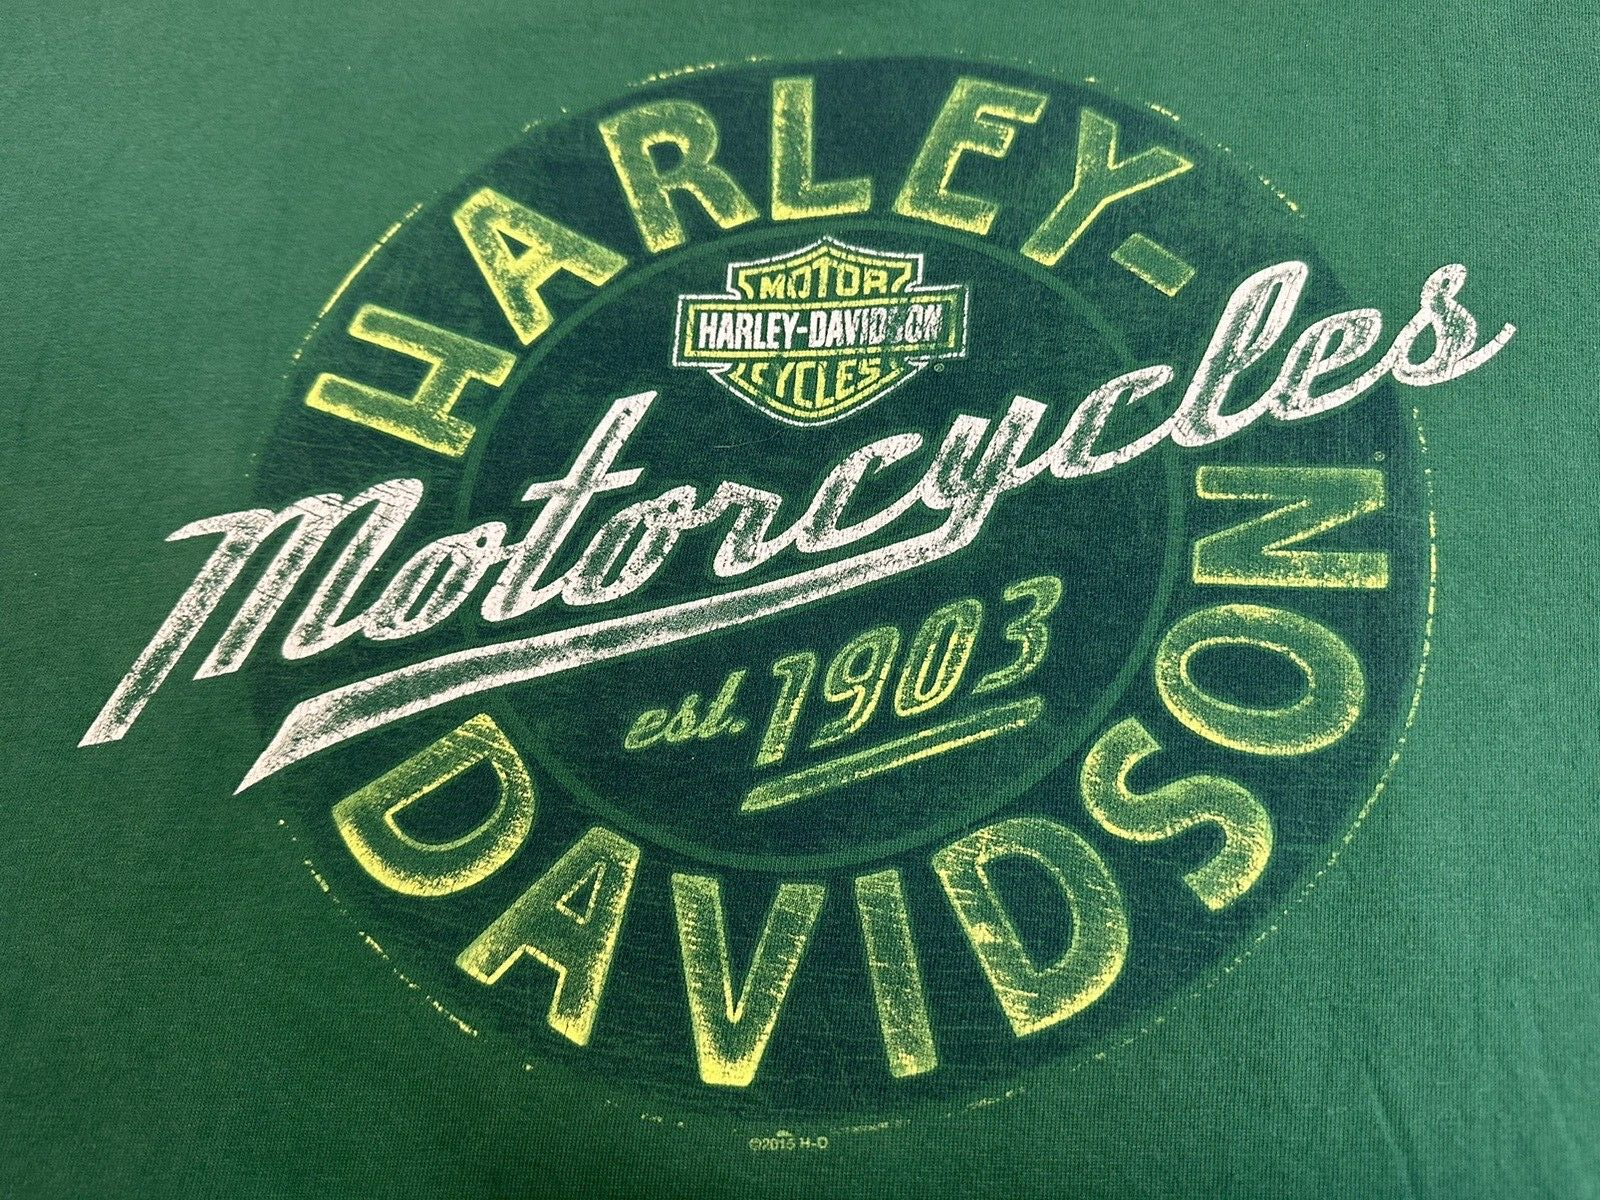 HARLEY-
MOTOR
HARLEY-DAVIDSON
CYCLES
Motorcycles
est. 1903
DAVIDSON
©2015 H-D